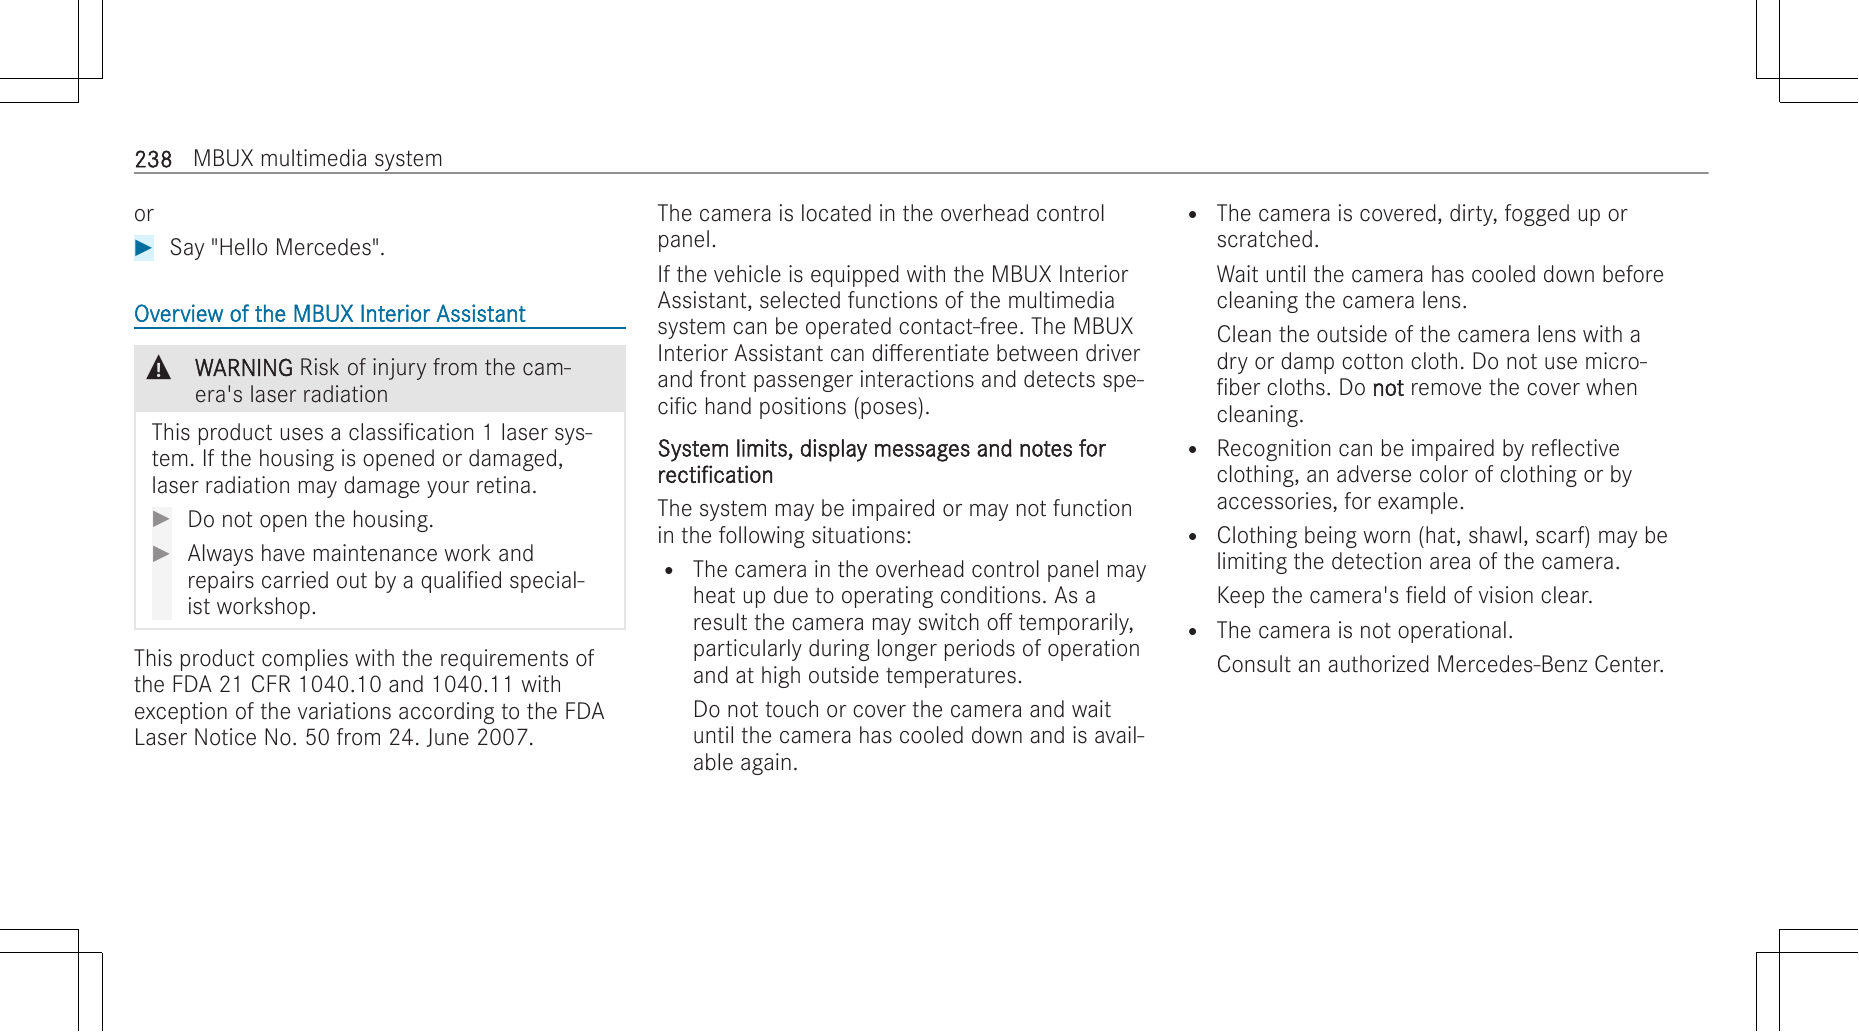 238 MBUX multimedia system
or
Say "Hello Mercedes".
Overview of the MBUX Interior Assistant
WARNING Risk of injury from the cam-
era's laser radiation
This product uses a classification 1 laser sys-
tem. If the housing is opened or damaged,
laser radiation may damage your retina.
Do not open the housing.
Always have maintenance work and
repairs carried out by a qualified special-
ist workshop.
This product complies with the requirements of
the FDA 21 CFR 1040.10 and 1040.11 with
exception of the variations according to the FDA
Laser Notice No. 50 from 24. June 2007.
The camera is located in the overhead control
panel.
If the vehicle is equipped with the MBUX Interior
Assistant, selected functions of the multimedia
system can be operated contact-free. The MBUX
Interior Assistant can differentiate between driver
and front passenger interactions and detects spe-
cific hand positions (poses).
System limits, display messages and notes for
rectification
The system may be impaired or may not function
in the following situations:
• The camera in the overhead control panel may
heat up due to operating conditions. As a
result the camera may switch off temporarily,
particularly during longer periods of operation
and at high outside temperatures.
Do not touch or cover the camera and wait
until the camera has cooled down and is avail-
able again.
• The camera is covered, dirty, fogged up or
scratched.
Wait until the camera has cooled down before
cleaning the camera lens.
Clean the outside of the camera lens with a
dry or damp cotton cloth. Do not use micro-
fiber cloths. Do not remove the cover when
cleaning.
• Recognition can be impaired by reflective
clothing, an adverse color of clothing or by
accessories, for example.
• Clothing being worn (hat, shawl, scarf) may be
limiting the detection area of the camera.
Keep the camera's field of vision clear.
• The camera is not operational.
Consult an authorized Mercedes-Benz Center.